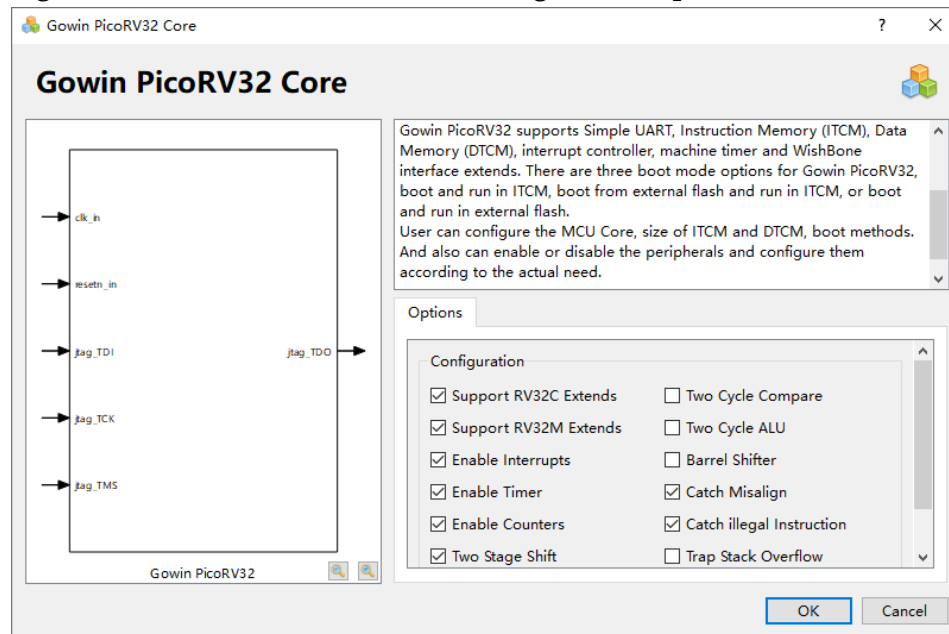 Gowin PicoRV32 Core
?
Gowin PicoRV32 Core
clk_in
resetn_in
jtag_TDI
jtag_TDO
jtag_TCK
jtag_TMS
Gowin PicoRV32
Gowin PicoRV32 supports Simple UART, Instruction Memory (ITCM), Data
Memory (DTCM), interrupt controller, machine timer and WishBone
interface extends. There are three boot mode options for Gowin PicoRV32,
boot and run in ITCM, boot from external flash and run in ITCM, or boot
and run in external flash.
User can configure the MCU Core, size of ITCM and DTCM, boot methods.
And also can enable or disable the peripherals and configure them
according to the actual need.
Options
Configuration
Support RV32C Extends
Two Cycle Compare
Support RV32M Extends
Two Cycle ALU
Enable Interrupts
Barrel Shifter
Enable Timer
Catch Misalign
Enable Counters
Catch illegal Instruction
Two Stage Shift
Trap Stack Overflow
OK
Cancel